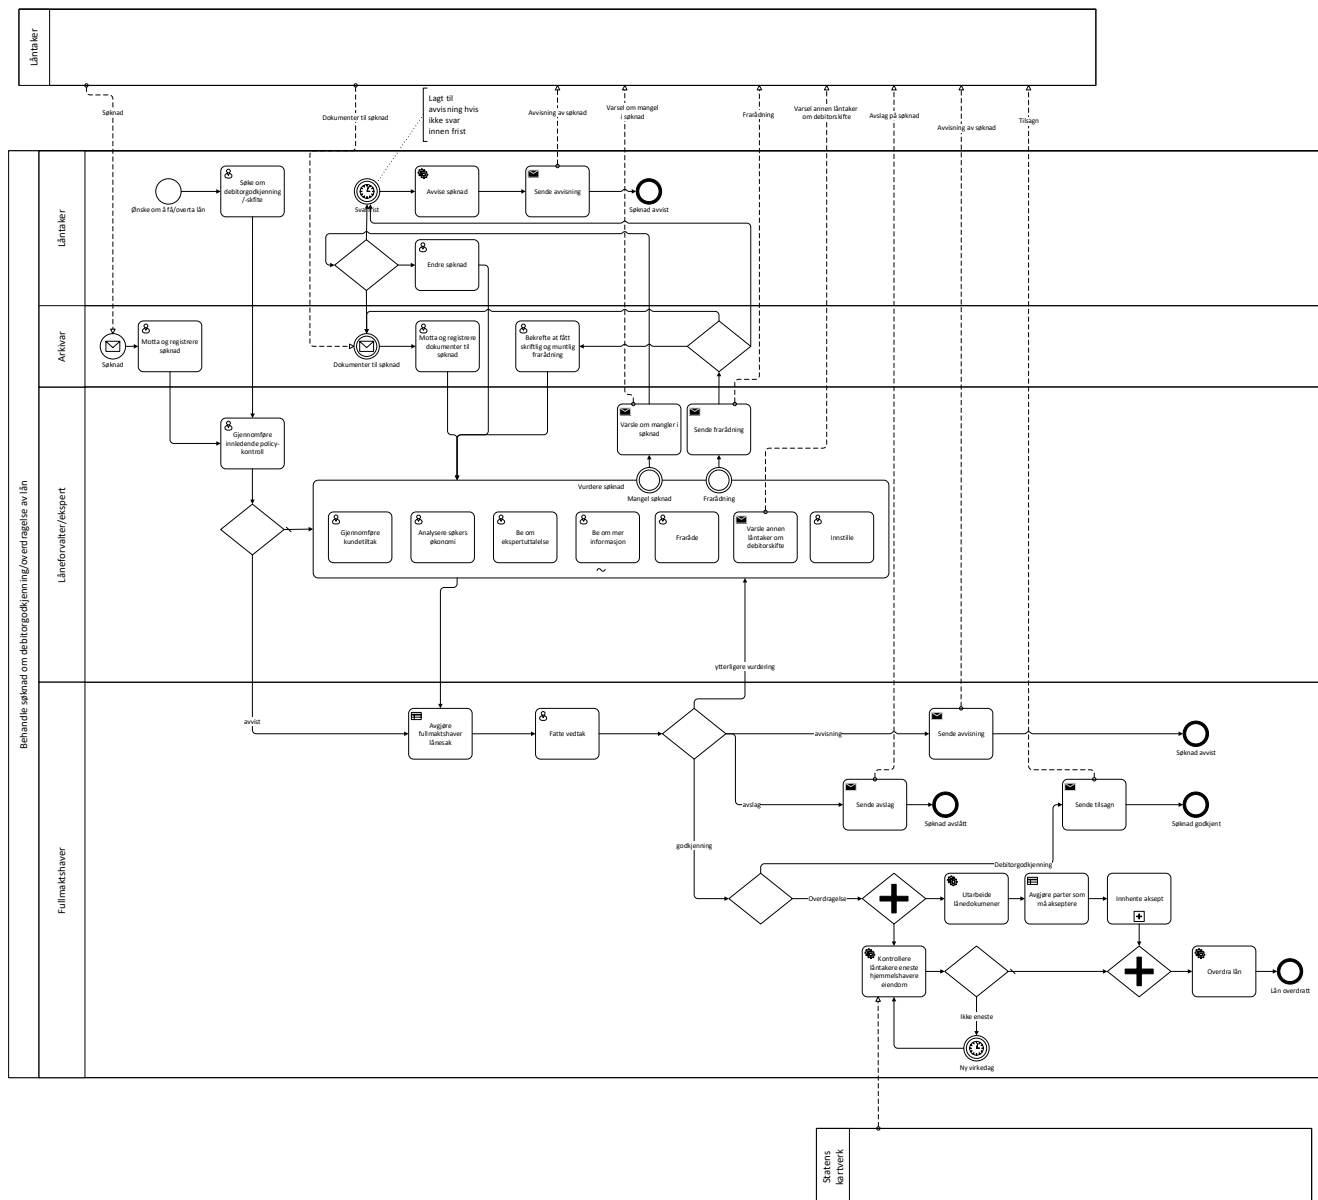 Låntaker
Søknad
Dokumenter til søknad
Lagt til
avvisning hvis
ikke svar
innen frist
Avvisning av søknad
Varsel om mangel
i søknad
Frarådning
Varsel annen låntaker
om debitorskifte
Avslag på søknad
Avvisning av søknad
Tilsagn
Behandle søknad om debitorgodkjenning/overdragelse av lån
Låntaker
Ønske om å få/overta lån
Søke om
debitorgodkjenning
/-skfite
Svarfrist
Avvise søknad
Sende avvisning
Søknad avvist
Endre søknad
Arkivar
Søknad
Motta og registrere
søknad
Dokumenter til søknad
Motta og registrere
dokumenter til
søknad
Bekrefte at fått
skriftlig og muntlig
frarådning
Låneforvalter/ekspert
Gjennomføre
innledende policy-
kontroll
Varsle om mangler i
søknad
Sende frarådning
Vurdere søknad
Mangel søknad
Frarådning
Gjennomføre
kundetiltak
Analysere søkers
økonomi
Be om
ekspertuttalelse
Be om mer
informasjon
Fraråde
Varsle annen
låntaker om
debitorskifte
Innstille
ytterligere vurdering
Fullmaktshaver
avvist
Avgjøre
fullmaktshaver
lånesak
Fatte vedtak
avvisning
Sende avvisning
Søknad avvist
avslag
Sende avslag
Søknad avslått
Sende tilsagn
Søknad godkjent
godkjenning
Debitorgodkjenning
Overdragelse
Utarbeide
lånedokumener
Avgjøre parter som
må akseptere
Innhente aksept
Kontrollere
låntakere eneste
hjemmelshavere
eiendom
Overdra lån
Lån overdratt
Ikke eneste
Ny virkedag
Statens
kartverk